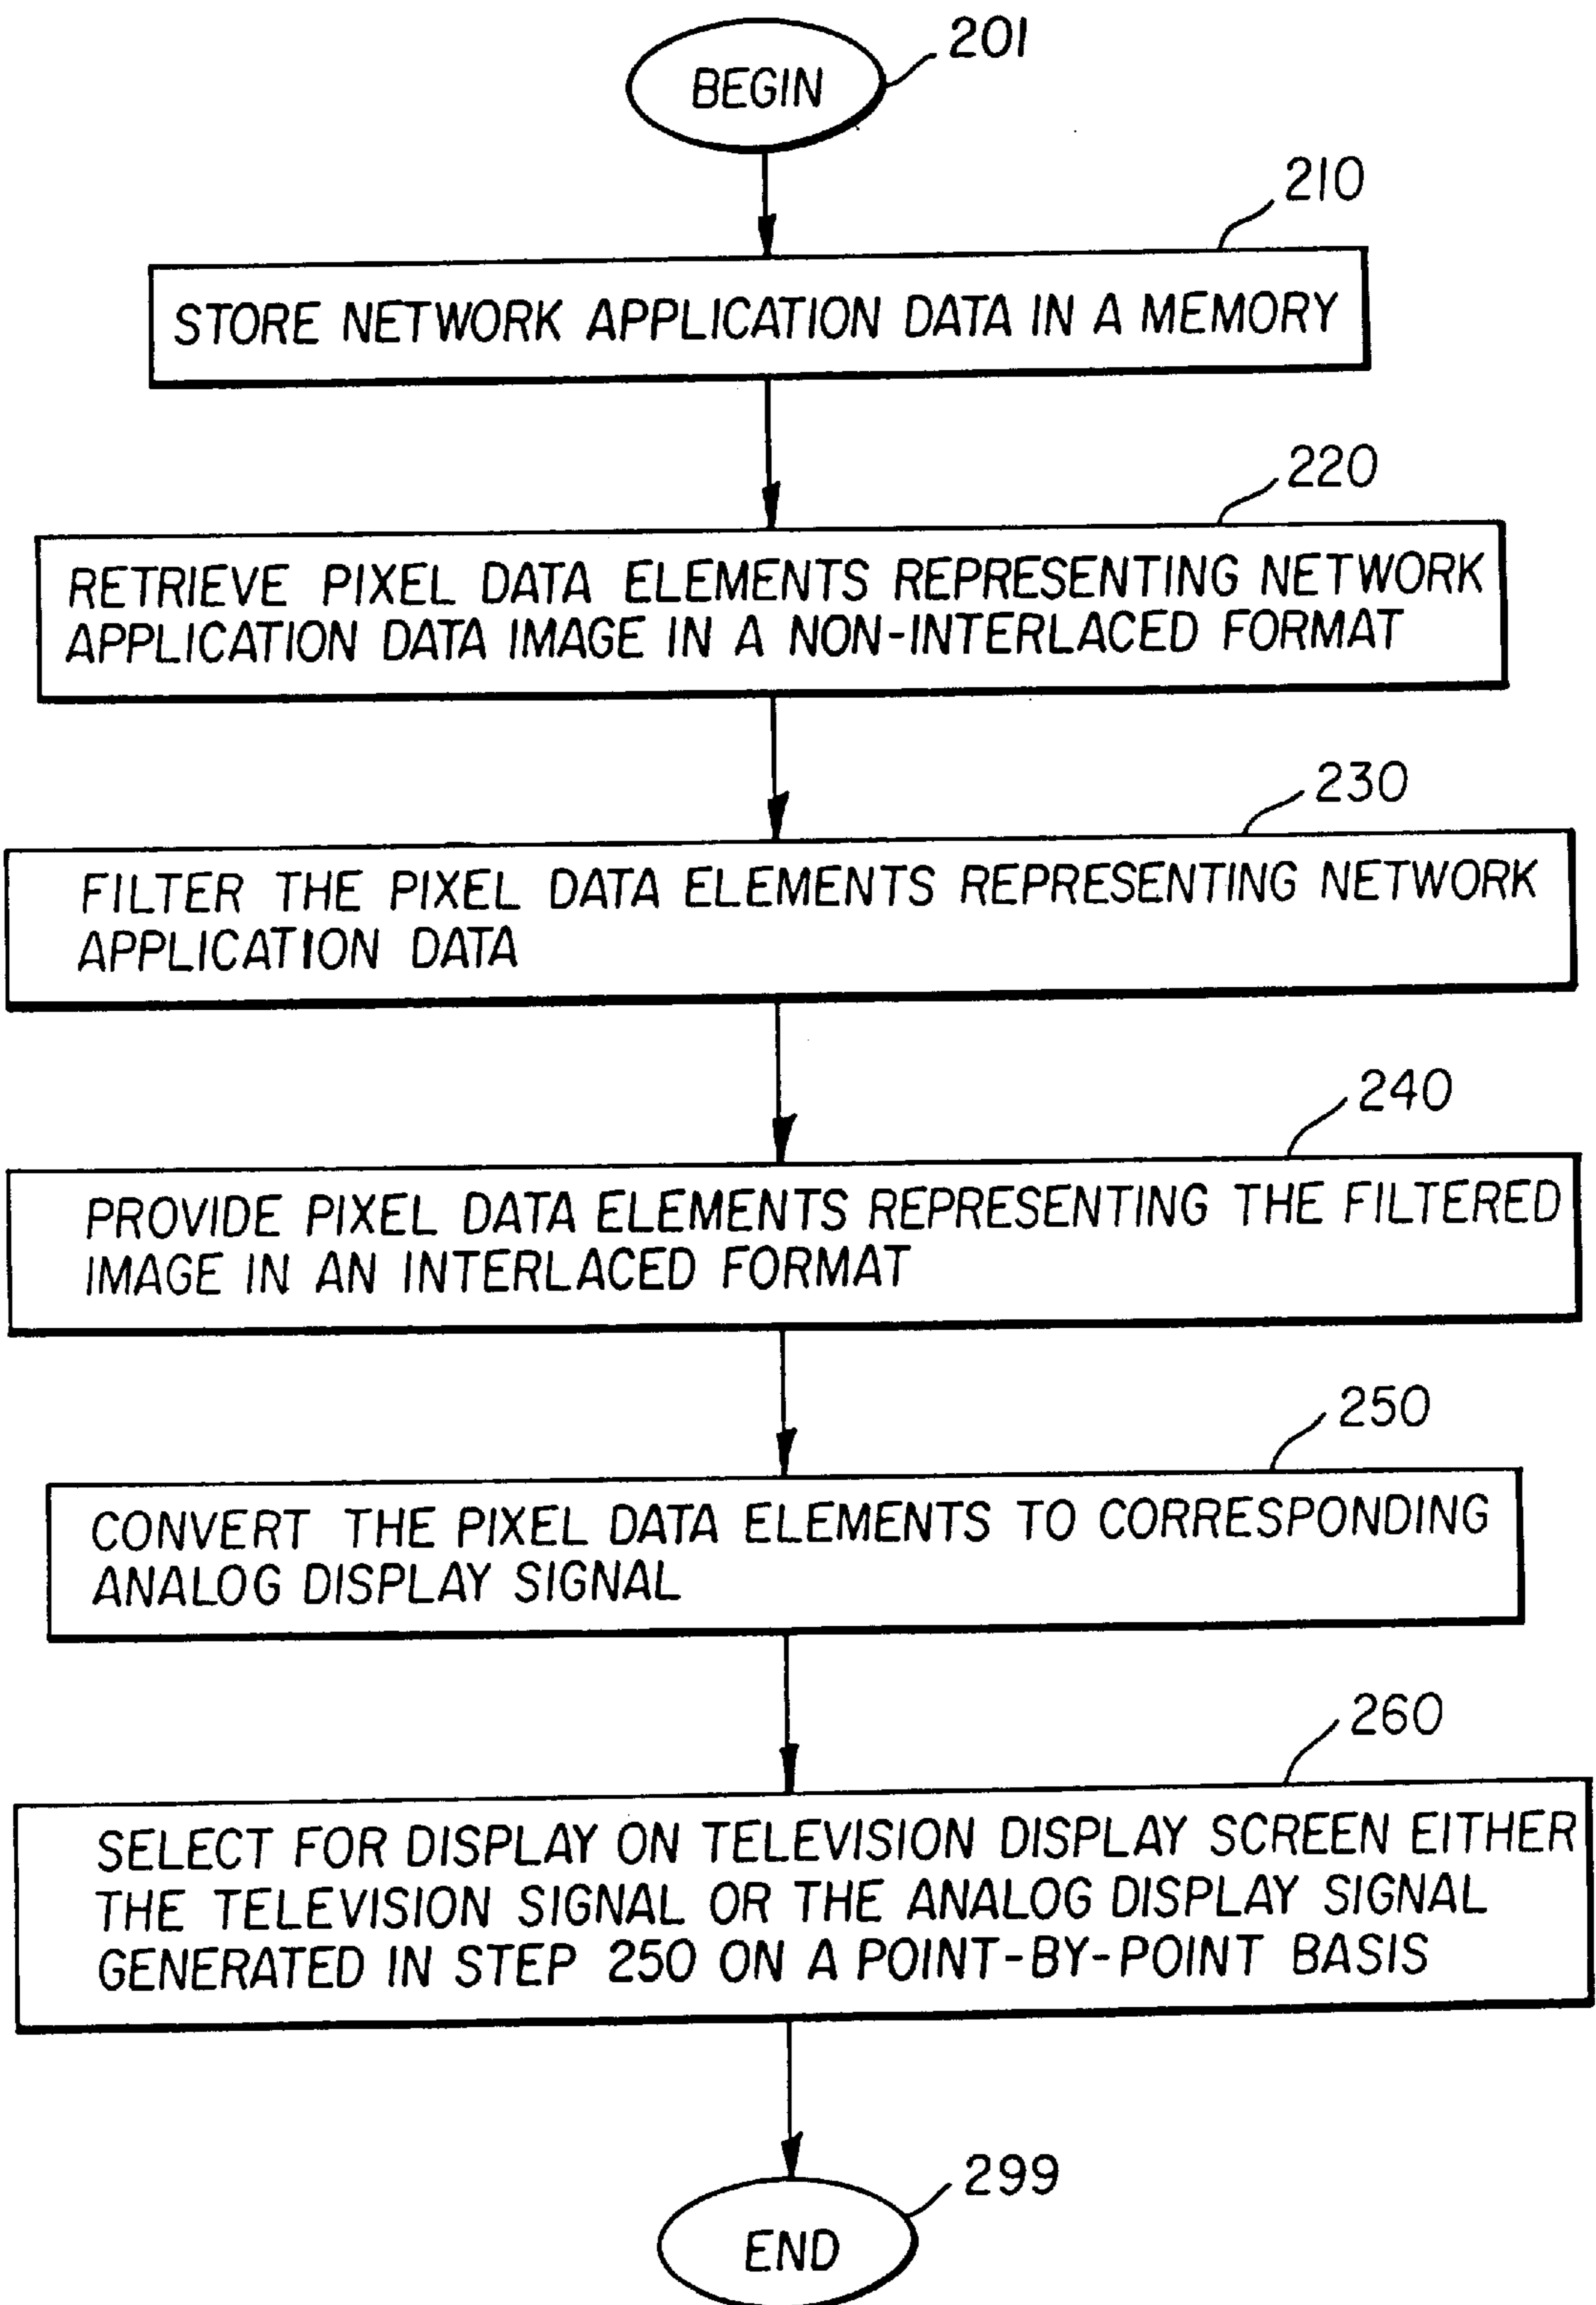 BEGIN
201
210
STORE NETWORK APPLICATION DATA IN A MEMORY
220
RETRIEVE PIXEL DATA ELEMENTS REPRESENTING NETWORK
APPLICATION DATA IMAGE IN A NON-INTERLACED FORMAT
230
FILTER THE PIXEL DATA ELEMENTS REPRESENTING NETWORK
APPLICATION DATA
240
PROVIDE PIXEL DATA ELEMENTS REPRESENTING THE FILTERED
IMAGE IN AN INTERLACED FORMAT
250
CONVERT THE PIXEL DATA ELEMENTS TO CORRESPONDING
ANALOG DISPLAY SIGNAL
260
SELECT FOR DISPLAY ON TELEVISION DISPLAY SCREEN EITHER
THE TELEVISION SIGNAL OR THE ANALOG DISPLAY SIGNAL
GENERATED IN STEP 250 ON A POINT-BY-POINT BASIS
299
END